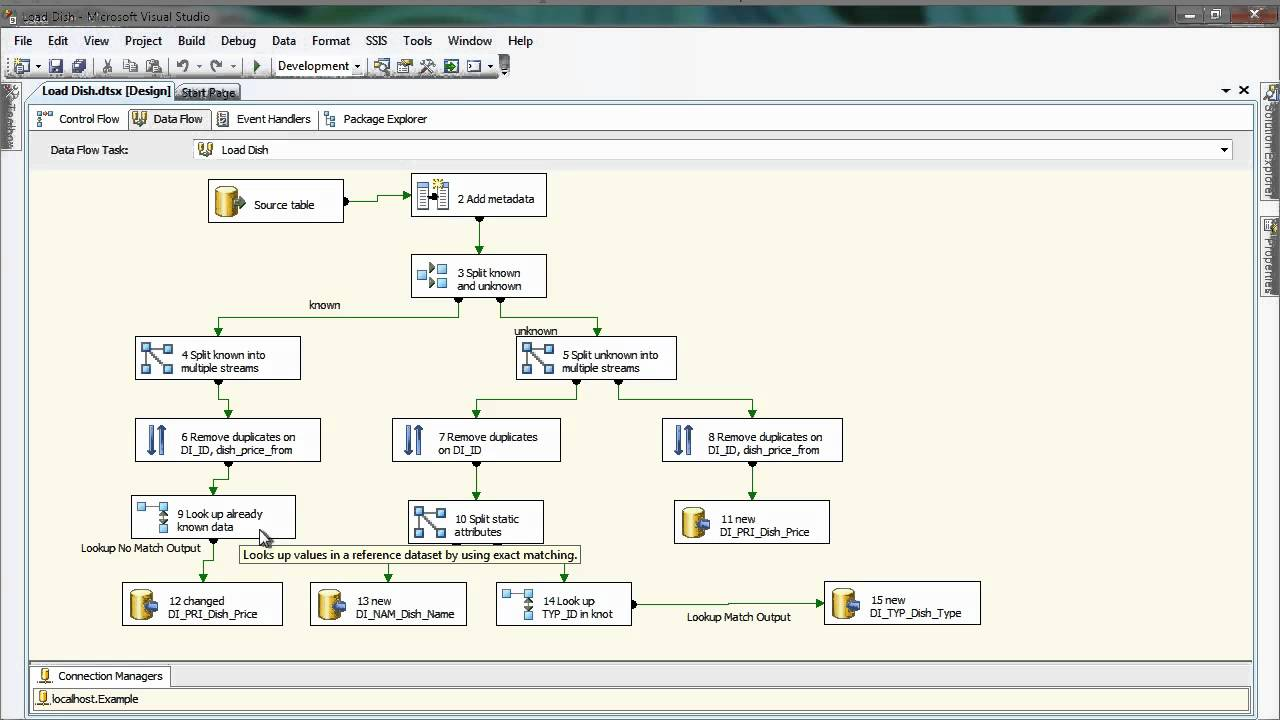 Load Dish - Microsoft Visual Studio
File Edit View Project Build Debug Data Format SSIS Tools Window Help
Development
Load Dish.dtsx [Design] Start Page
Toolbox
Solution Explorer
Properties
Control Flow Data Flow Event Handlers Package Explorer
Data Flow Task: Load Dish
Source table
2 Add metadata
3 Split known
and unknown
known
unknown
4 Split known into
multiple streams
5 Split unknown into
multiple streams
6 Remove duplicates on
DI_ID, dish_price_from
7 Remove duplicates
on DI_ID
8 Remove duplicates on
DI_ID, dish_price_from
9 Look up already
known data
10 Split static
attributes
11 new
DI_PRI_Dish_Price
Lookup No Match Output
Looks up values in a reference dataset by using exact matching.
12 changed
DI_PRI_Dish_Price
13 new
DI_NAM_Dish_Name
14 Look up
TYP_ID in knot
Lookup Match Output
15 new
DI_TYP_Dish_Type
Connection Managers
localhost.Example